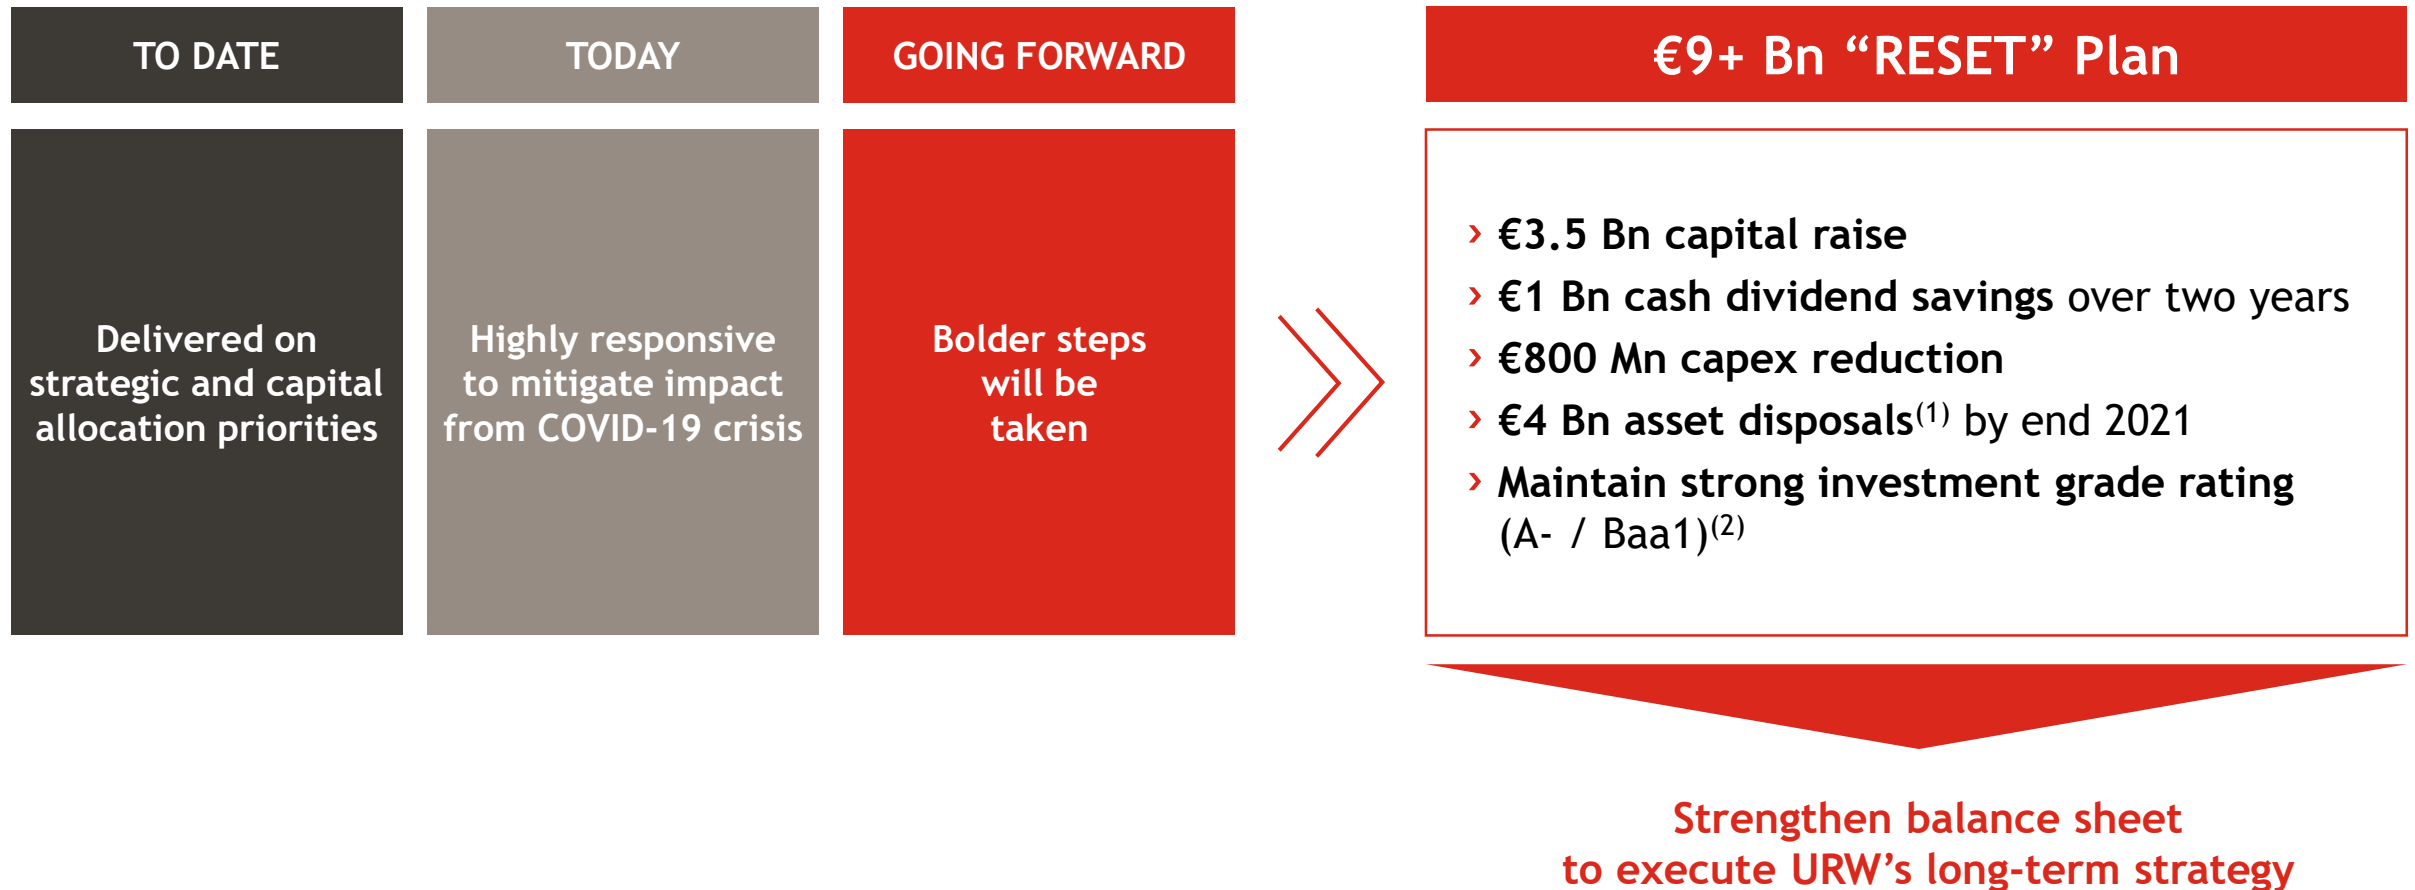 TO DATE
Delivered on
strategic and capital
allocation priorities
TODAY
Highly responsive
to mitigate impact
from COVID-19 crisis
GOING FORWARD
Bolder steps
will be
taken
€9+ Bn “RESET” Plan
› €3.5 Bn capital raise
› €1 Bn cash dividend savings over two years
› €800 Mn capex reduction
› €4 Bn asset disposals(1) by end 2021
› Maintain strong investment grade rating
(A- / Baa1)(2)
Strengthen balance sheet
to execute URW’s long-term strategy